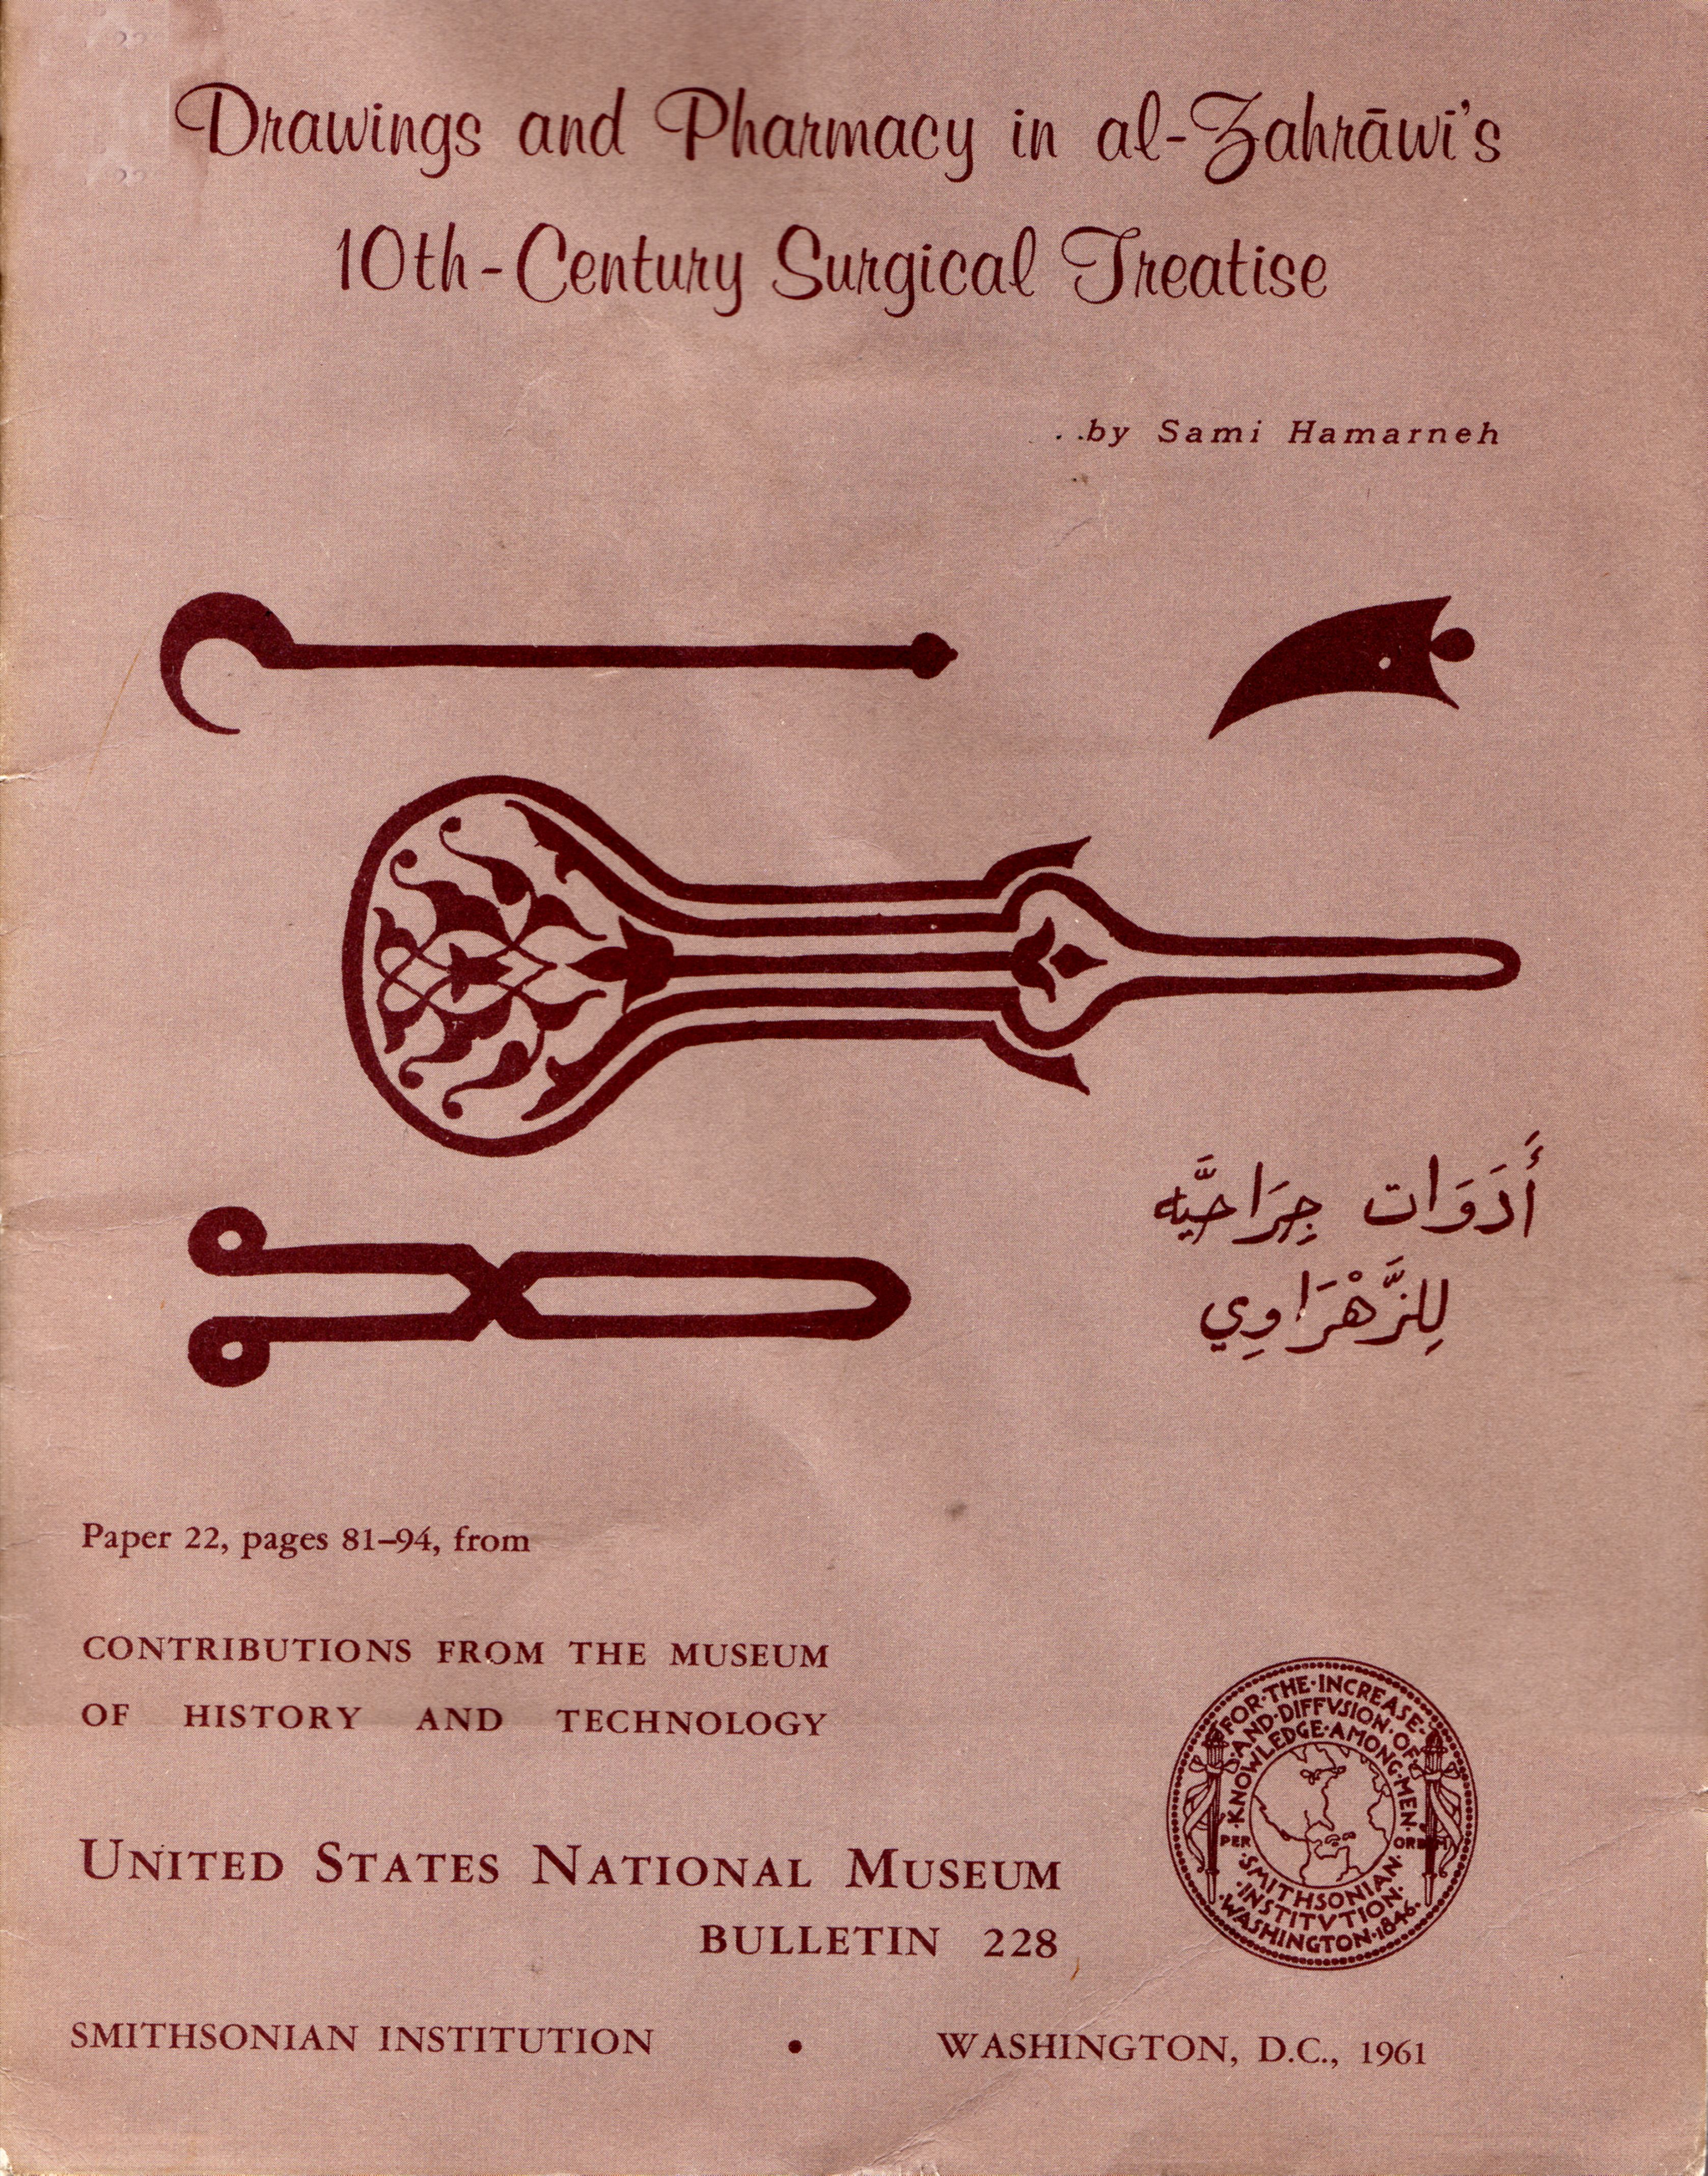 Drawings and Pharmacy in al-Zahrāwī's
10th-Century Surgical Treatise
. .by Sami Hamarneh
أَدَوَات جِرَاحيَّه
لِلزَّهْرَاوِي
Paper 22, pages 81–94, from
CONTRIBUTIONS FROM THE MUSEUM
OF HISTORY AND TECHNOLOGY
UNITED STATES NATIONAL MUSEUM
BULLETIN 228
FOR·THE·INCREASE·
·AND·DIFFVSION·OF·
·KNOWLEDGE·AMONG·MEN·
PER ORBEM
·SMITHSONIAN·
·INSTITVTION·
·WASHINGTON·1846·
SMITHSONIAN INSTITUTION • WASHINGTON, D.C., 1961